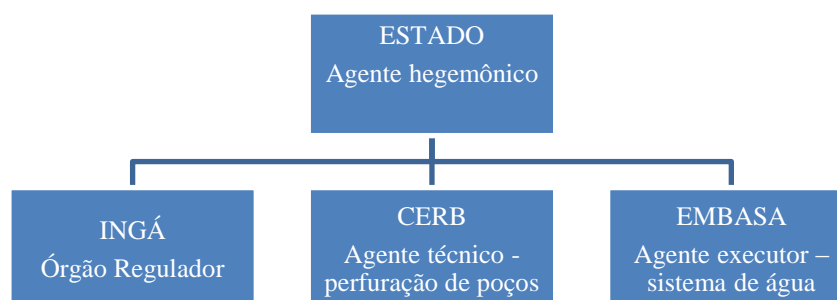 ESTADO
Agente hegemônico
INGÁ
Órgão Regulador
CERB
Agente técnico -
perfuração de poços
EMBASA
Agente executor –
sistema de água